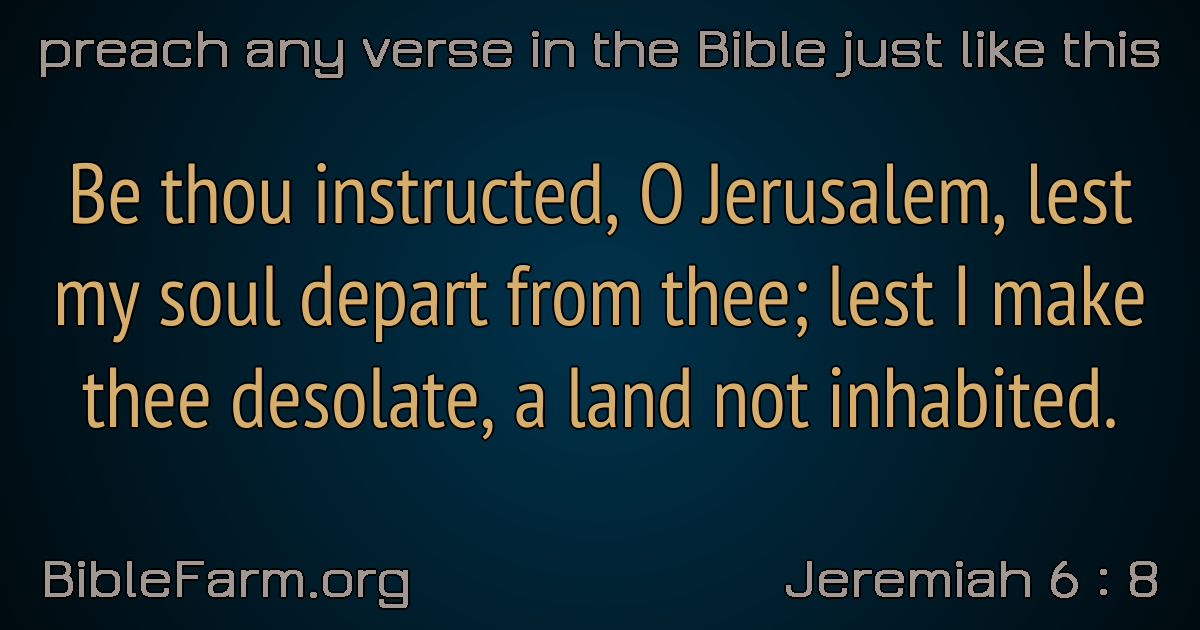 preach any verse in the Bible just like this
Be thou instructed, O Jerusalem, lest
my soul depart from thee; lest I make
thee desolate, a land not inhabited.
BibleFarm.org
Jeremiah 6 : 8